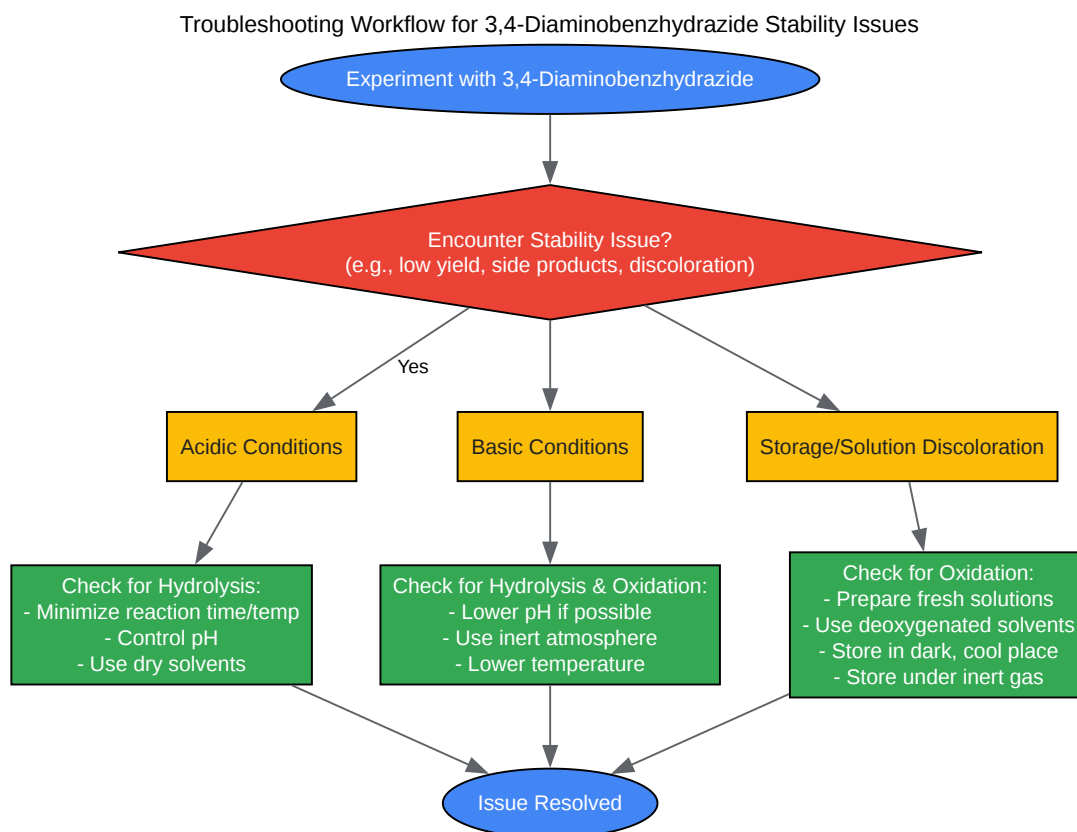 Troubleshooting Workflow for 3,4-Diaminobenzhydrazide Stability Issues
Experiment with 3,4-Diaminobenzhydrazide
Encounter Stability Issue?
(e.g., low yield, side products, discoloration)
Yes
Acidic Conditions
Basic Conditions
Storage/Solution Discoloration
Check for Hydrolysis:
- Minimize reaction time/temp
- Control pH
- Use dry solvents
Check for Hydrolysis & Oxidation:
- Lower pH if possible
- Use inert atmosphere
- Lower temperature
Check for Oxidation:
- Prepare fresh solutions
- Use deoxygenated solvents
- Store in dark, cool place
- Store under inert gas
Issue Resolved